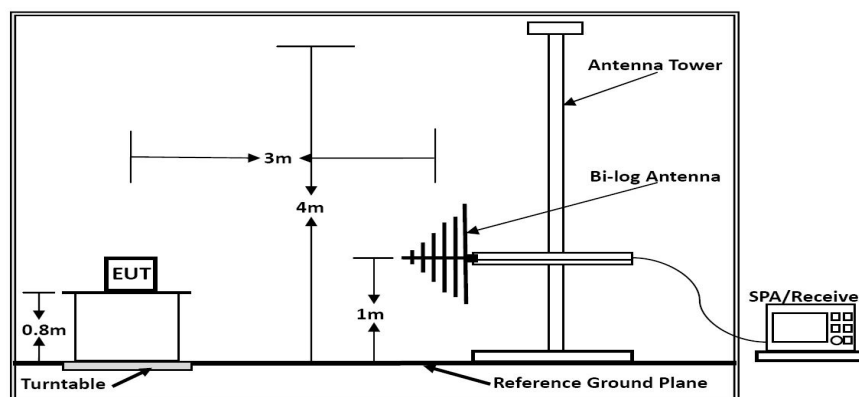 Antenna Tower
3m
Bi-log Antenna
4m
EUT
SPA/Receive
0.8m
1m
Turntable
Reference Ground Plane